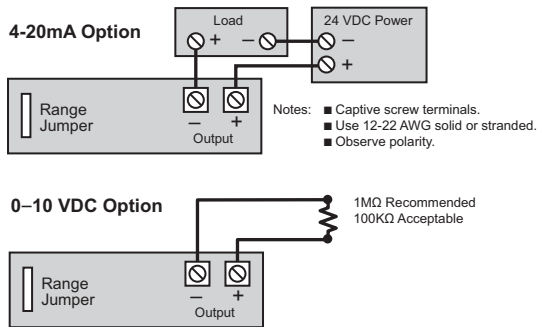 4-20mA Option
Load
+ −
24 VDC Power
−
+
Range
Jumper
− +
Output
Notes: ■ Captive screw terminals.
■ Use 12-22 AWG solid or stranded.
■ Observe polarity.
0–10 VDC Option
1MΩ Recommended
100KΩ Acceptable
Range
Jumper
− +
Output